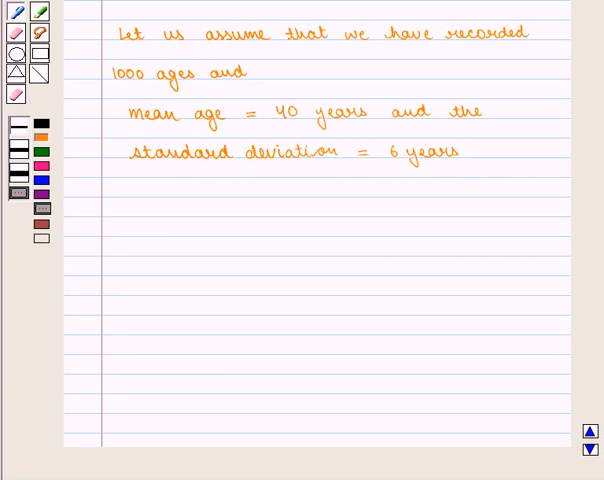 Let us assume that we have recorded
1000 ages and
mean age = 40 years and the
standard deviation = 6 years